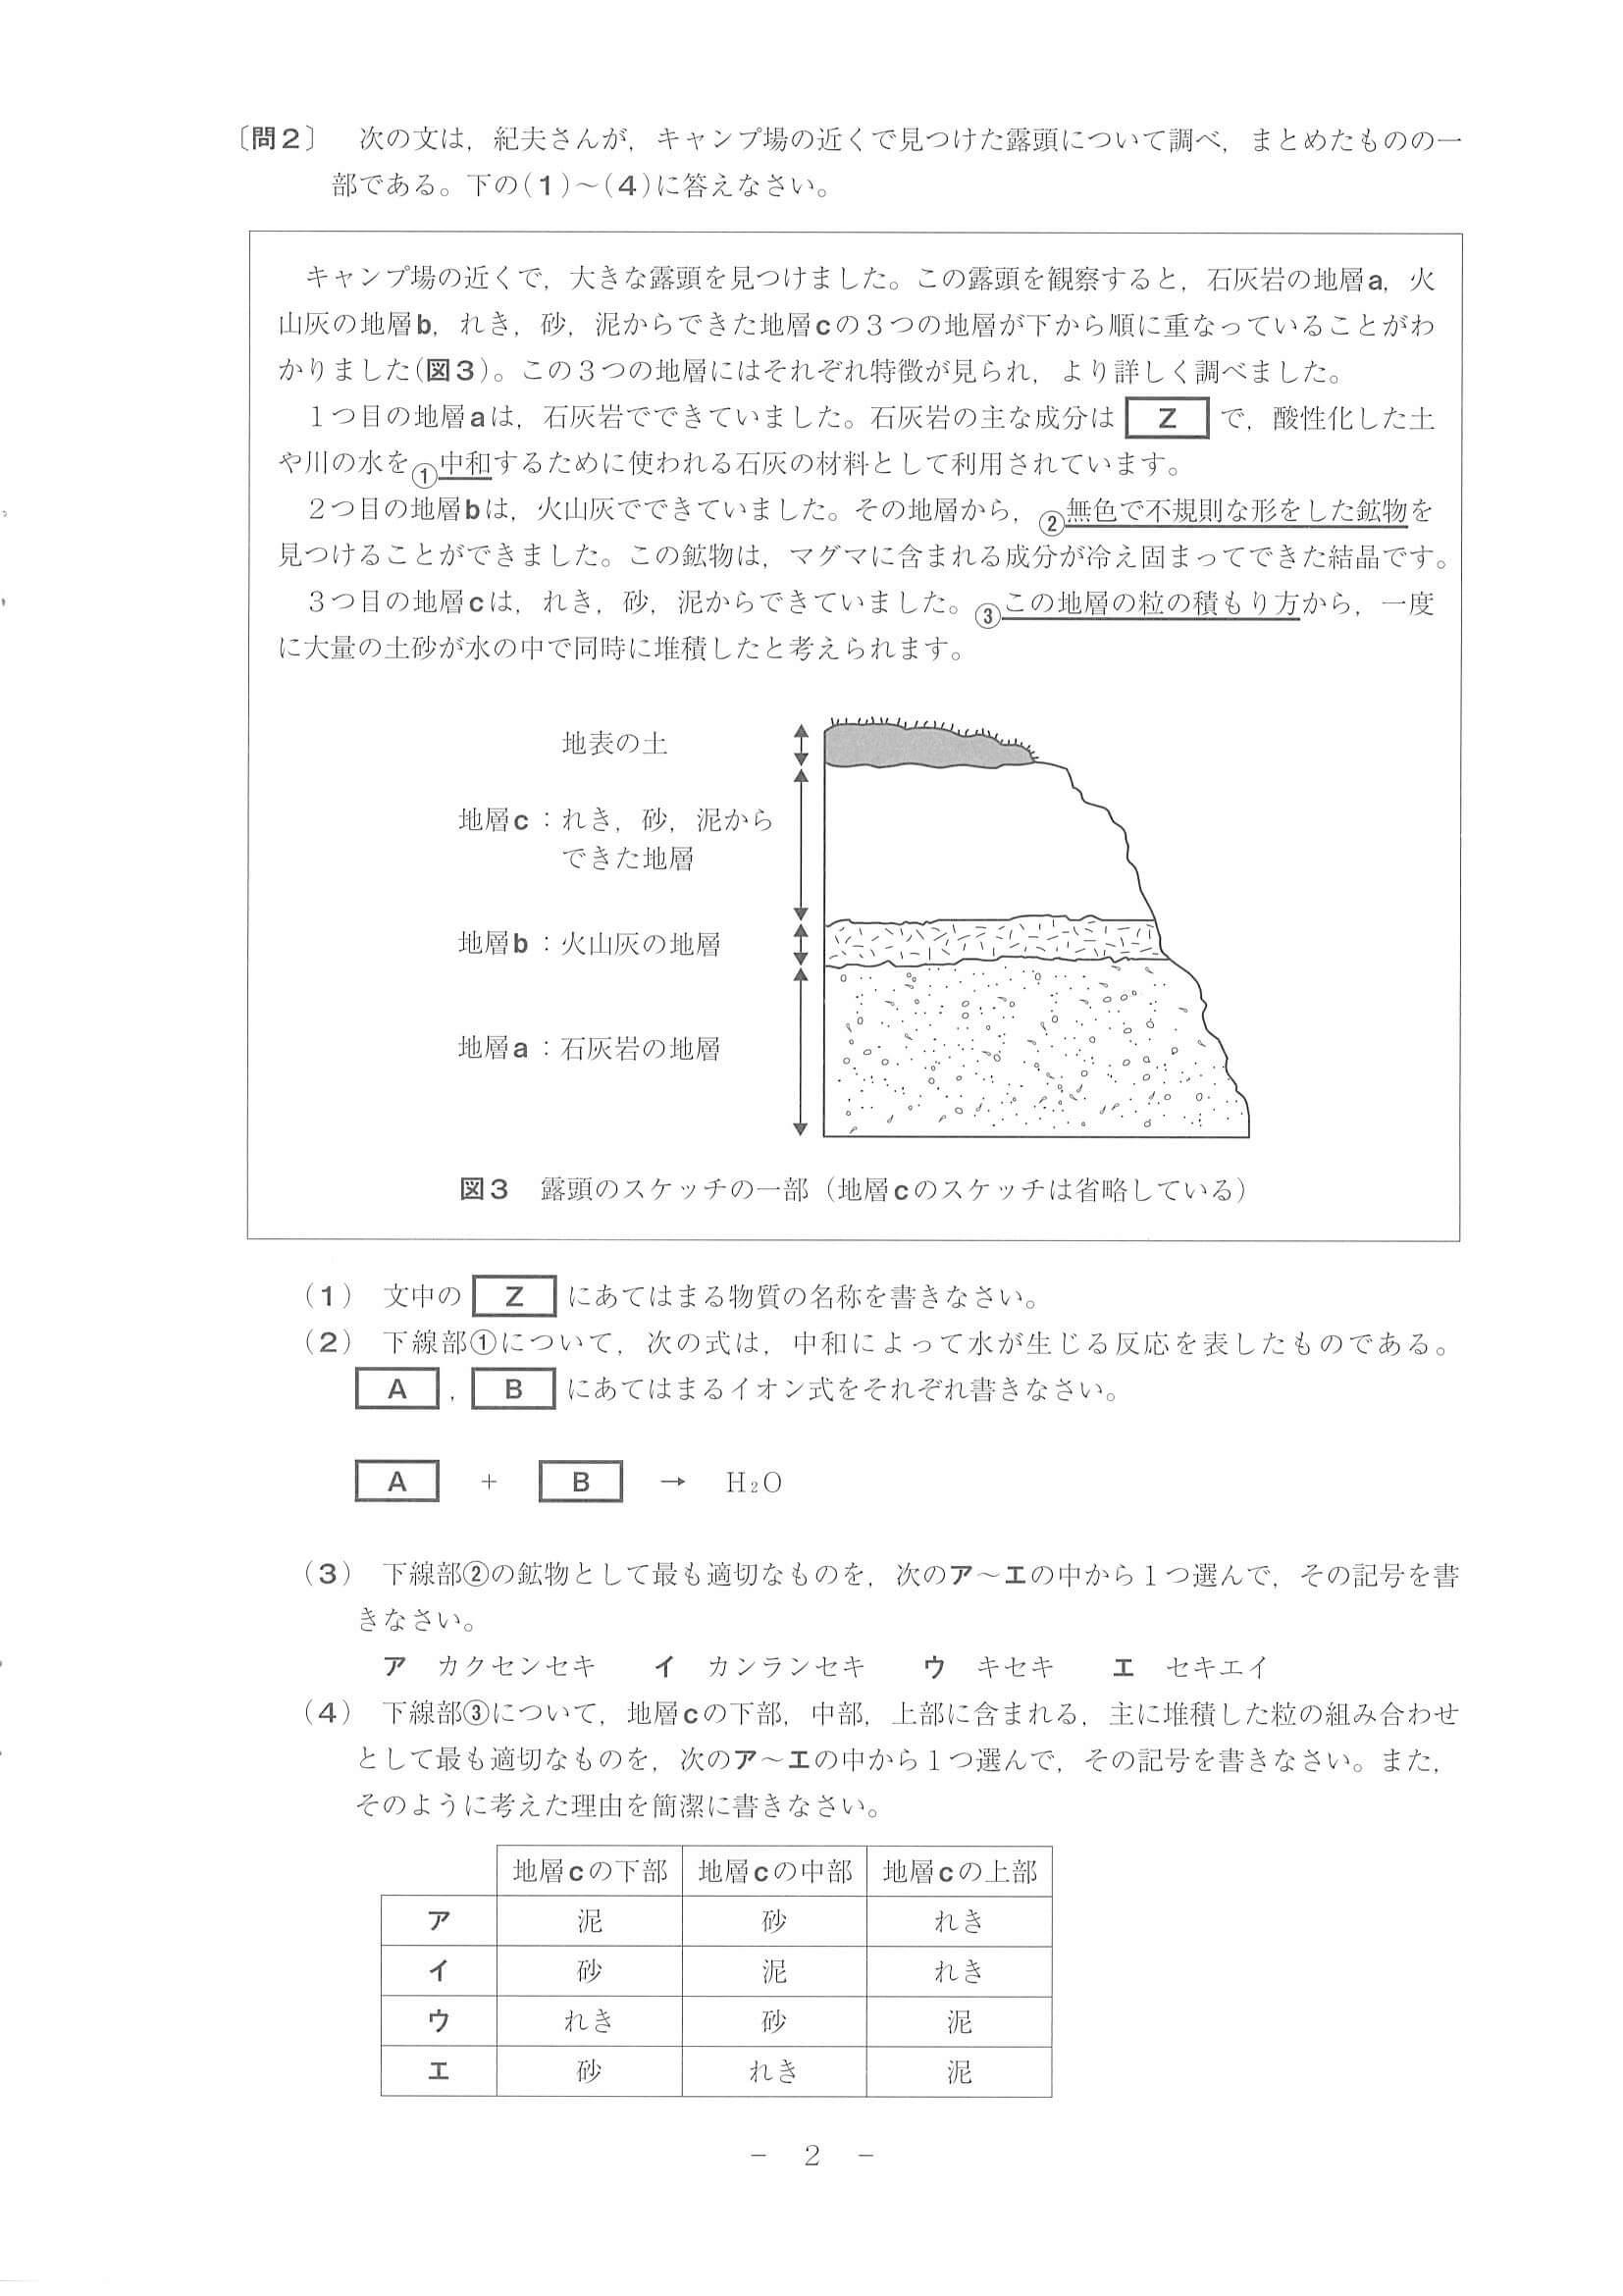 〔問2〕 次の文は，紀夫さんが，キャンプ場の近くで見つけた露頭について調べ，まとめたものの一
部である。下の(1)～(4)に答えなさい。
キャンプ場の近くで，大きな露頭を見つけました。この露頭を観察すると，石灰岩の地層a，火
山灰の地層b，れき，砂，泥からできた地層cの３つの地層が下から順に重なっていることがわ
かりました(図3)。この３つの地層にはそれぞれ特徴が見られ，より詳しく調べました。
１つ目の地層aは，石灰岩でできていました。石灰岩の主な成分は Z で，酸性化した土
や川の水を①中和するために使われる石灰の材料として利用されています。
２つ目の地層bは，火山灰でできていました。その地層から，②無色で不規則な形をした鉱物を
見つけることができました。この鉱物は，マグマに含まれる成分が冷え固まってできた結晶です。
３つ目の地層cは，れき，砂，泥からできていました。③この地層の粒の積もり方から，一度
に大量の土砂が水の中で同時に堆積したと考えられます。
地表の土
地層c：れき，砂，泥から
できた地層
地層b：火山灰の地層
地層a：石灰岩の地層
図3 露頭のスケッチの一部（地層cのスケッチは省略している）
(1) 文中の Z にあてはまる物質の名称を書きなさい。
(2) 下線部①について，次の式は，中和によって水が生じる反応を表したものである。
A ， B にあてはまるイオン式をそれぞれ書きなさい。
A + B → H₂O
(3) 下線部②の鉱物として最も適切なものを，次のア～エの中から１つ選んで，その記号を書
きなさい。
ア カクセンセキ イ カンランセキ ウ キセキ エ セキエイ
(4) 下線部③について，地層cの下部，中部，上部に含まれる，主に堆積した粒の組み合わせ
として最も適切なものを，次のア～エの中から１つ選んで，その記号を書きなさい。また，
そのように考えた理由を簡潔に書きなさい。
地層cの下部 地層cの中部 地層cの上部
ア 泥 砂 れき
イ 砂 泥 れき
ウ れき 砂 泥
エ 砂 れき 泥
－ 2 －